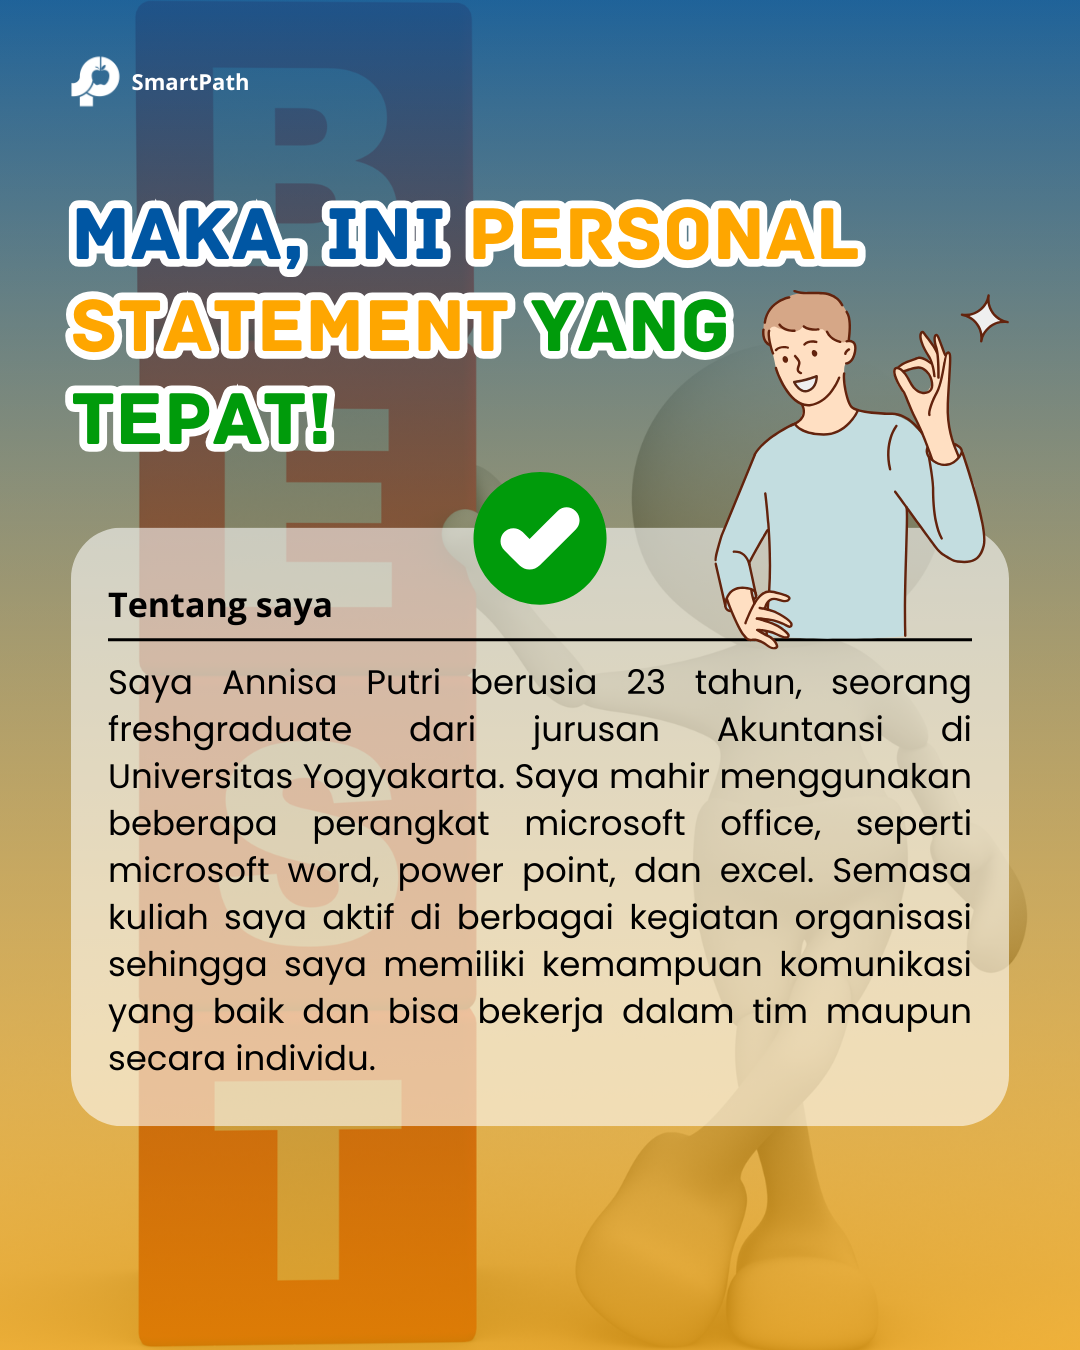 SmartPath
MAKA, INI PERSONAL
STATEMENT YANG
TEPAT!
Tentang saya
Saya Annisa Putri berusia 23 tahun, seorang
freshgraduate dari jurusan Akuntansi di
Universitas Yogyakarta. Saya mahir menggunakan
beberapa perangkat microsoft office, seperti
microsoft word, power point, dan excel. Semasa
kuliah saya aktif di berbagai kegiatan organisasi
sehingga saya memiliki kemampuan komunikasi
yang baik dan bisa bekerja dalam tim maupun
secara individu.
B
E
S
T